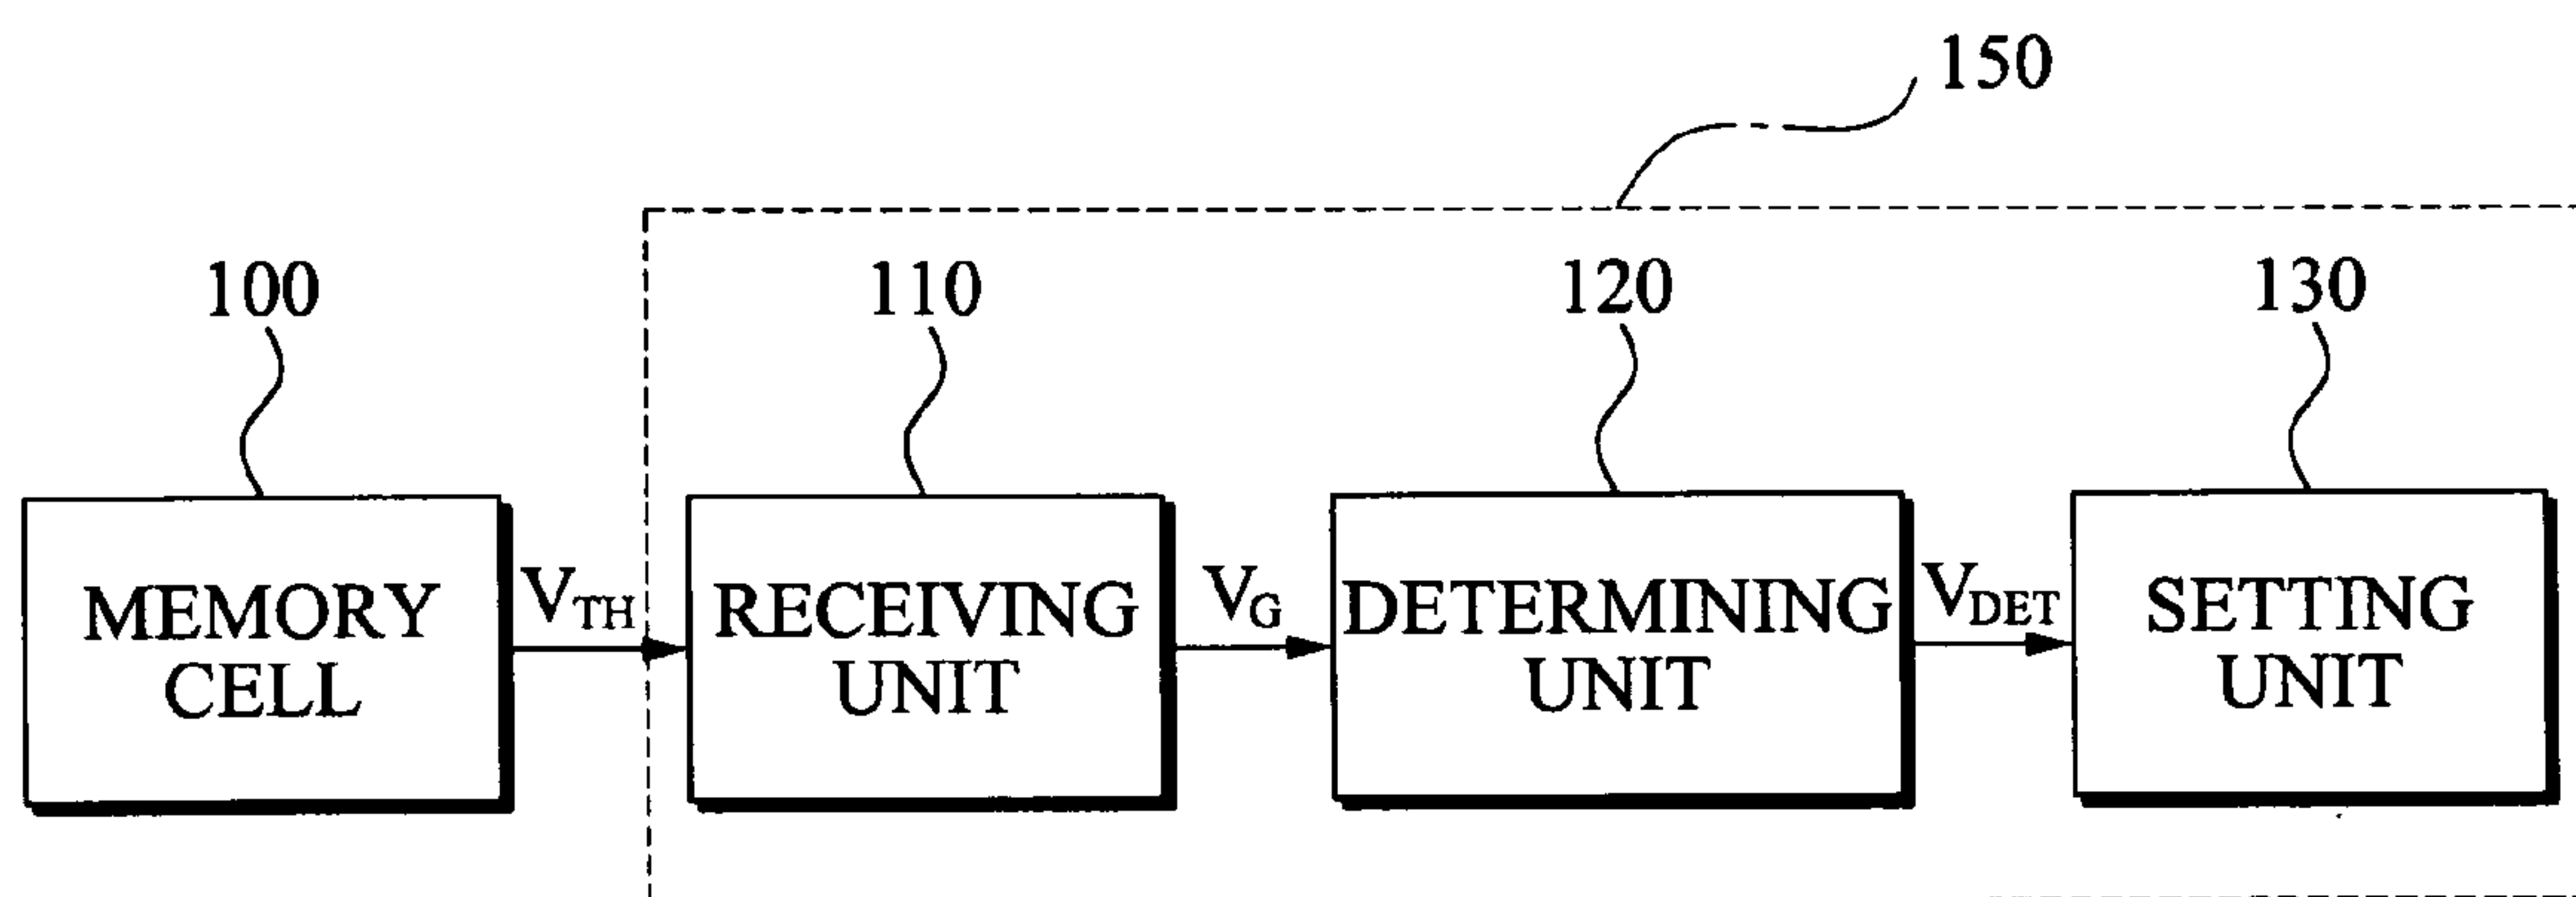 150
100
110
120
130
MEMORY
CELL
VTH
RECEIVING
UNIT
VG
DETERMINING
UNIT
VDET
SETTING
UNIT